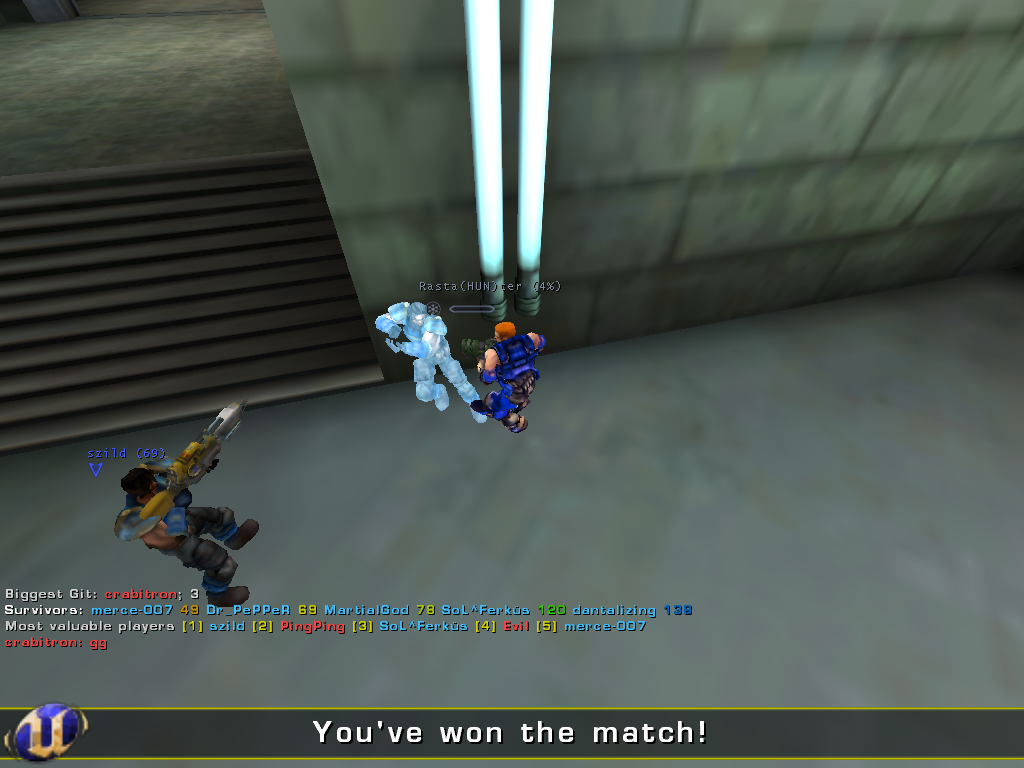 Rasta(HUN)ter (4%)
szild (69)
Biggest Git: crabitron; 3
Survivors: merce-007 49 Dr_PePPeR 69 MartialGod 78 SoL^Ferküs 120 dantalizing 138
Most valuable players [1] szild [2] PingPing [3] SoL^Ferküs [4] Evil [5] merce-007
crabitron: gg
You've won the match!